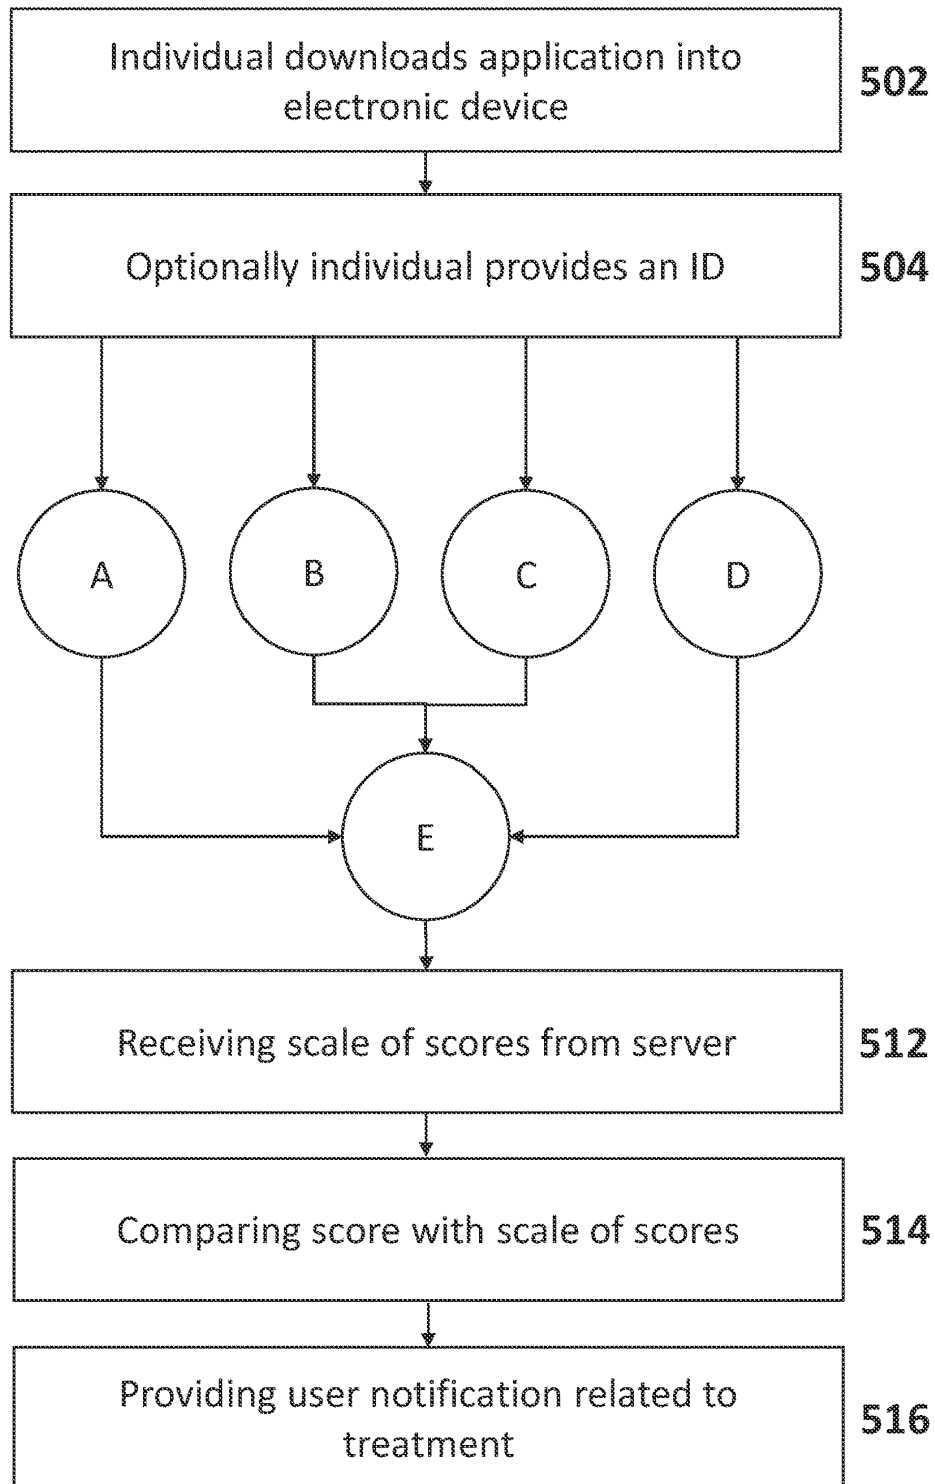 Individual downloads application into
electronic device
502
Optionally individual provides an ID
504
A
B
C
D
E
Receiving scale of scores from server
512
Comparing score with scale of scores
514
Providing user notification related to
treatment
516